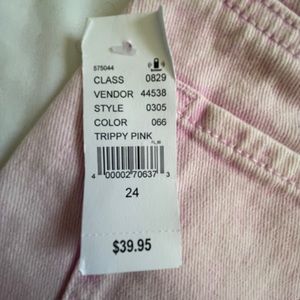 575044
CLASS 0829
VENDOR 44538
STYLE 0305
COLOR 066
TRIPPY PINK
4 00002 70637 3
24
$39.95